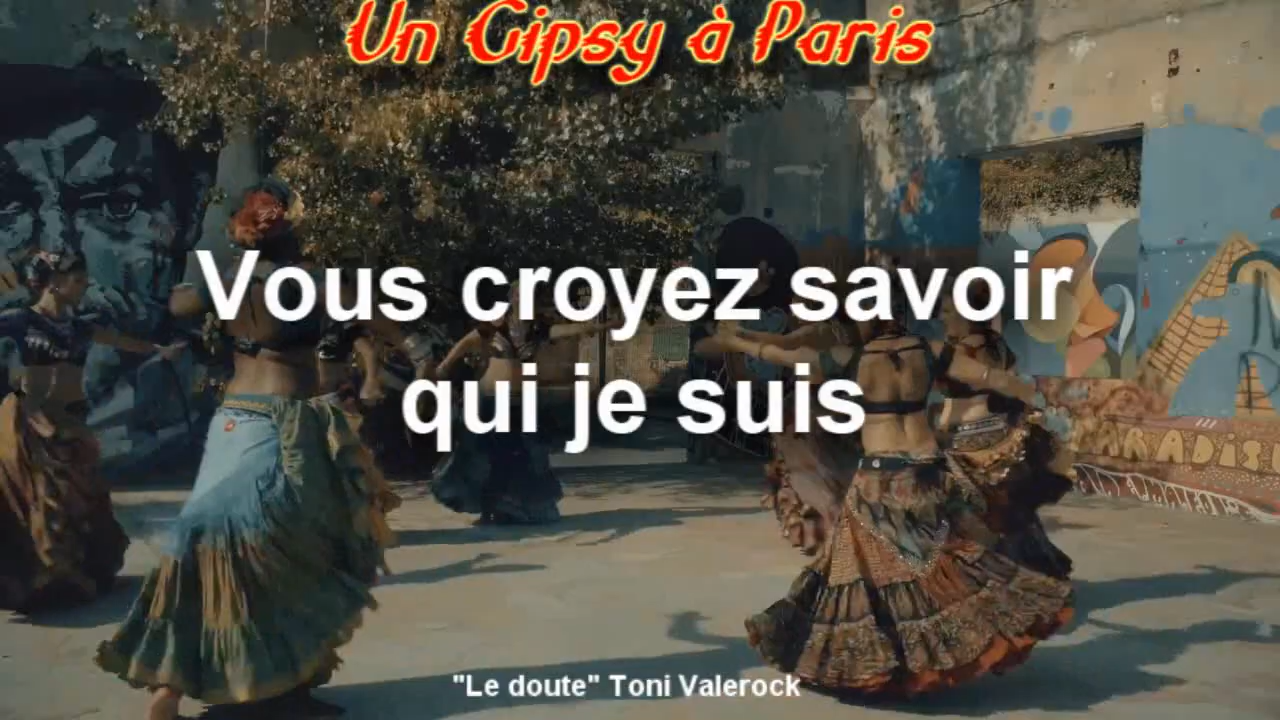 Un Gipsy à Paris
Vous croyez savoir
qui je suis
"Le doute" Toni Valerock